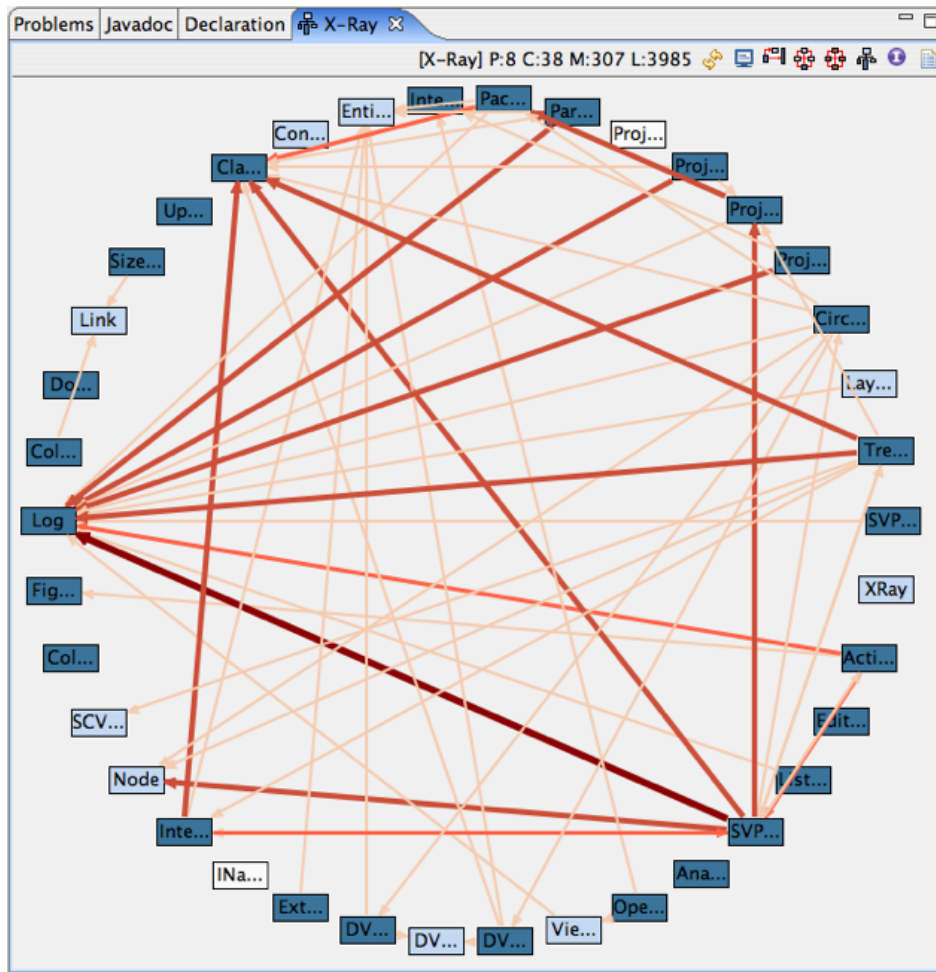 Problems Javadoc Declaration X-Ray
[X-Ray] P:8 C:38 M:307 L:3985
Inte... Pac...
Enti... Par...
Con... Proj...
Cla... Proj...
Up... Proj...
Size... Proj...
Link Circ...
Do... Lay...
Col... Tre...
Log SVP...
Fig... XRay
Col... Acti...
SCV... Edit...
Node
Inte... SVP...
INa... Ana...
Ext... Ope...
DV... DV... DV... Vie...